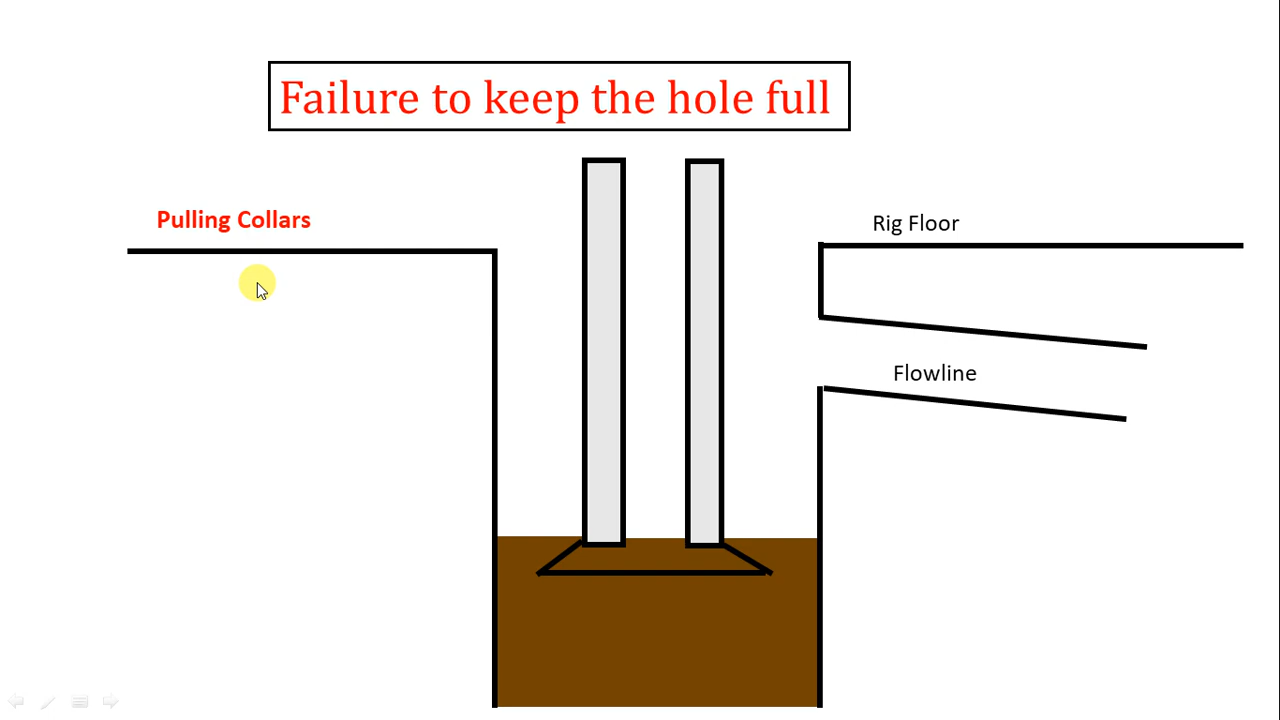 Failure to keep the hole full
Pulling Collars
Rig Floor
Flowline